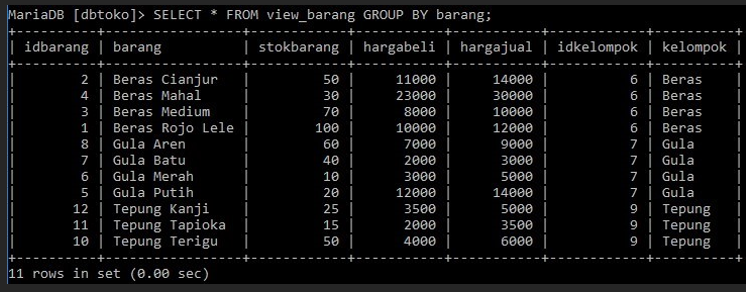 MariaDB [dbtoko]> SELECT * FROM view_barang GROUP BY barang;
+----------+-----------------+------------+-----------+-----------+------------+----------+
| idbarang | barang          | stokbarang | hargabeli | hargajual | idkelompok | kelompok |
+----------+-----------------+------------+-----------+-----------+------------+----------+
|        2 | Beras Cianjur   |         50 |     11000 |     14000 |          6 | Beras    |
|        4 | Beras Mahal     |         30 |     23000 |     30000 |          6 | Beras    |
|        3 | Beras Medium    |         70 |      8000 |     10000 |          6 | Beras    |
|        1 | Beras Rojo Lele |        100 |     10000 |     12000 |          6 | Beras    |
|        8 | Gula Aren       |         60 |      7000 |      9000 |          7 | Gula     |
|        7 | Gula Batu       |         40 |      2000 |      3000 |          7 | Gula     |
|        6 | Gula Merah      |         10 |      3000 |      5000 |          7 | Gula     |
|        5 | Gula Putih      |         20 |     12000 |     14000 |          7 | Gula     |
|       12 | Tepung Kanji    |         25 |      3500 |      5000 |          9 | Tepung   |
|       11 | Tepung Tapioka  |         15 |      2000 |      3500 |          9 | Tepung   |
|       10 | Tepung Terigu   |         50 |      4000 |      6000 |          9 | Tepung   |
+----------+-----------------+------------+-----------+-----------+------------+----------+
11 rows in set (0.00 sec)